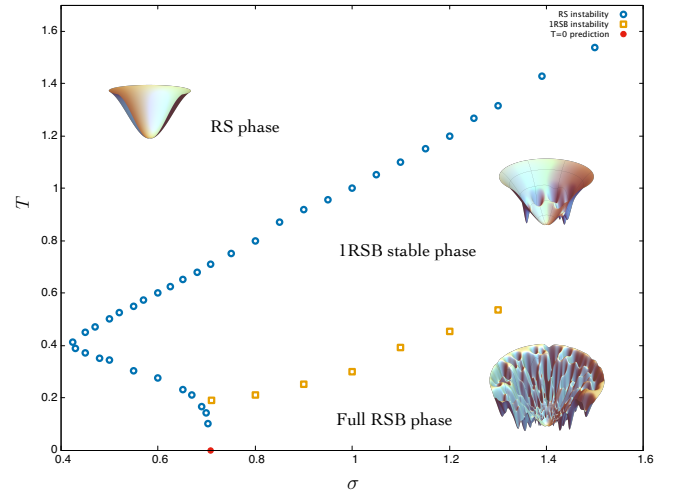 RS instability
1RSB instability
T=0 prediction
RS phase
1RSB stable phase
Full RSB phase
T
1.6
1.4
1.2
1
0.8
0.6
0.4
0.2
0
0.4 0.6 0.8 1 1.2 1.4 1.6
σ